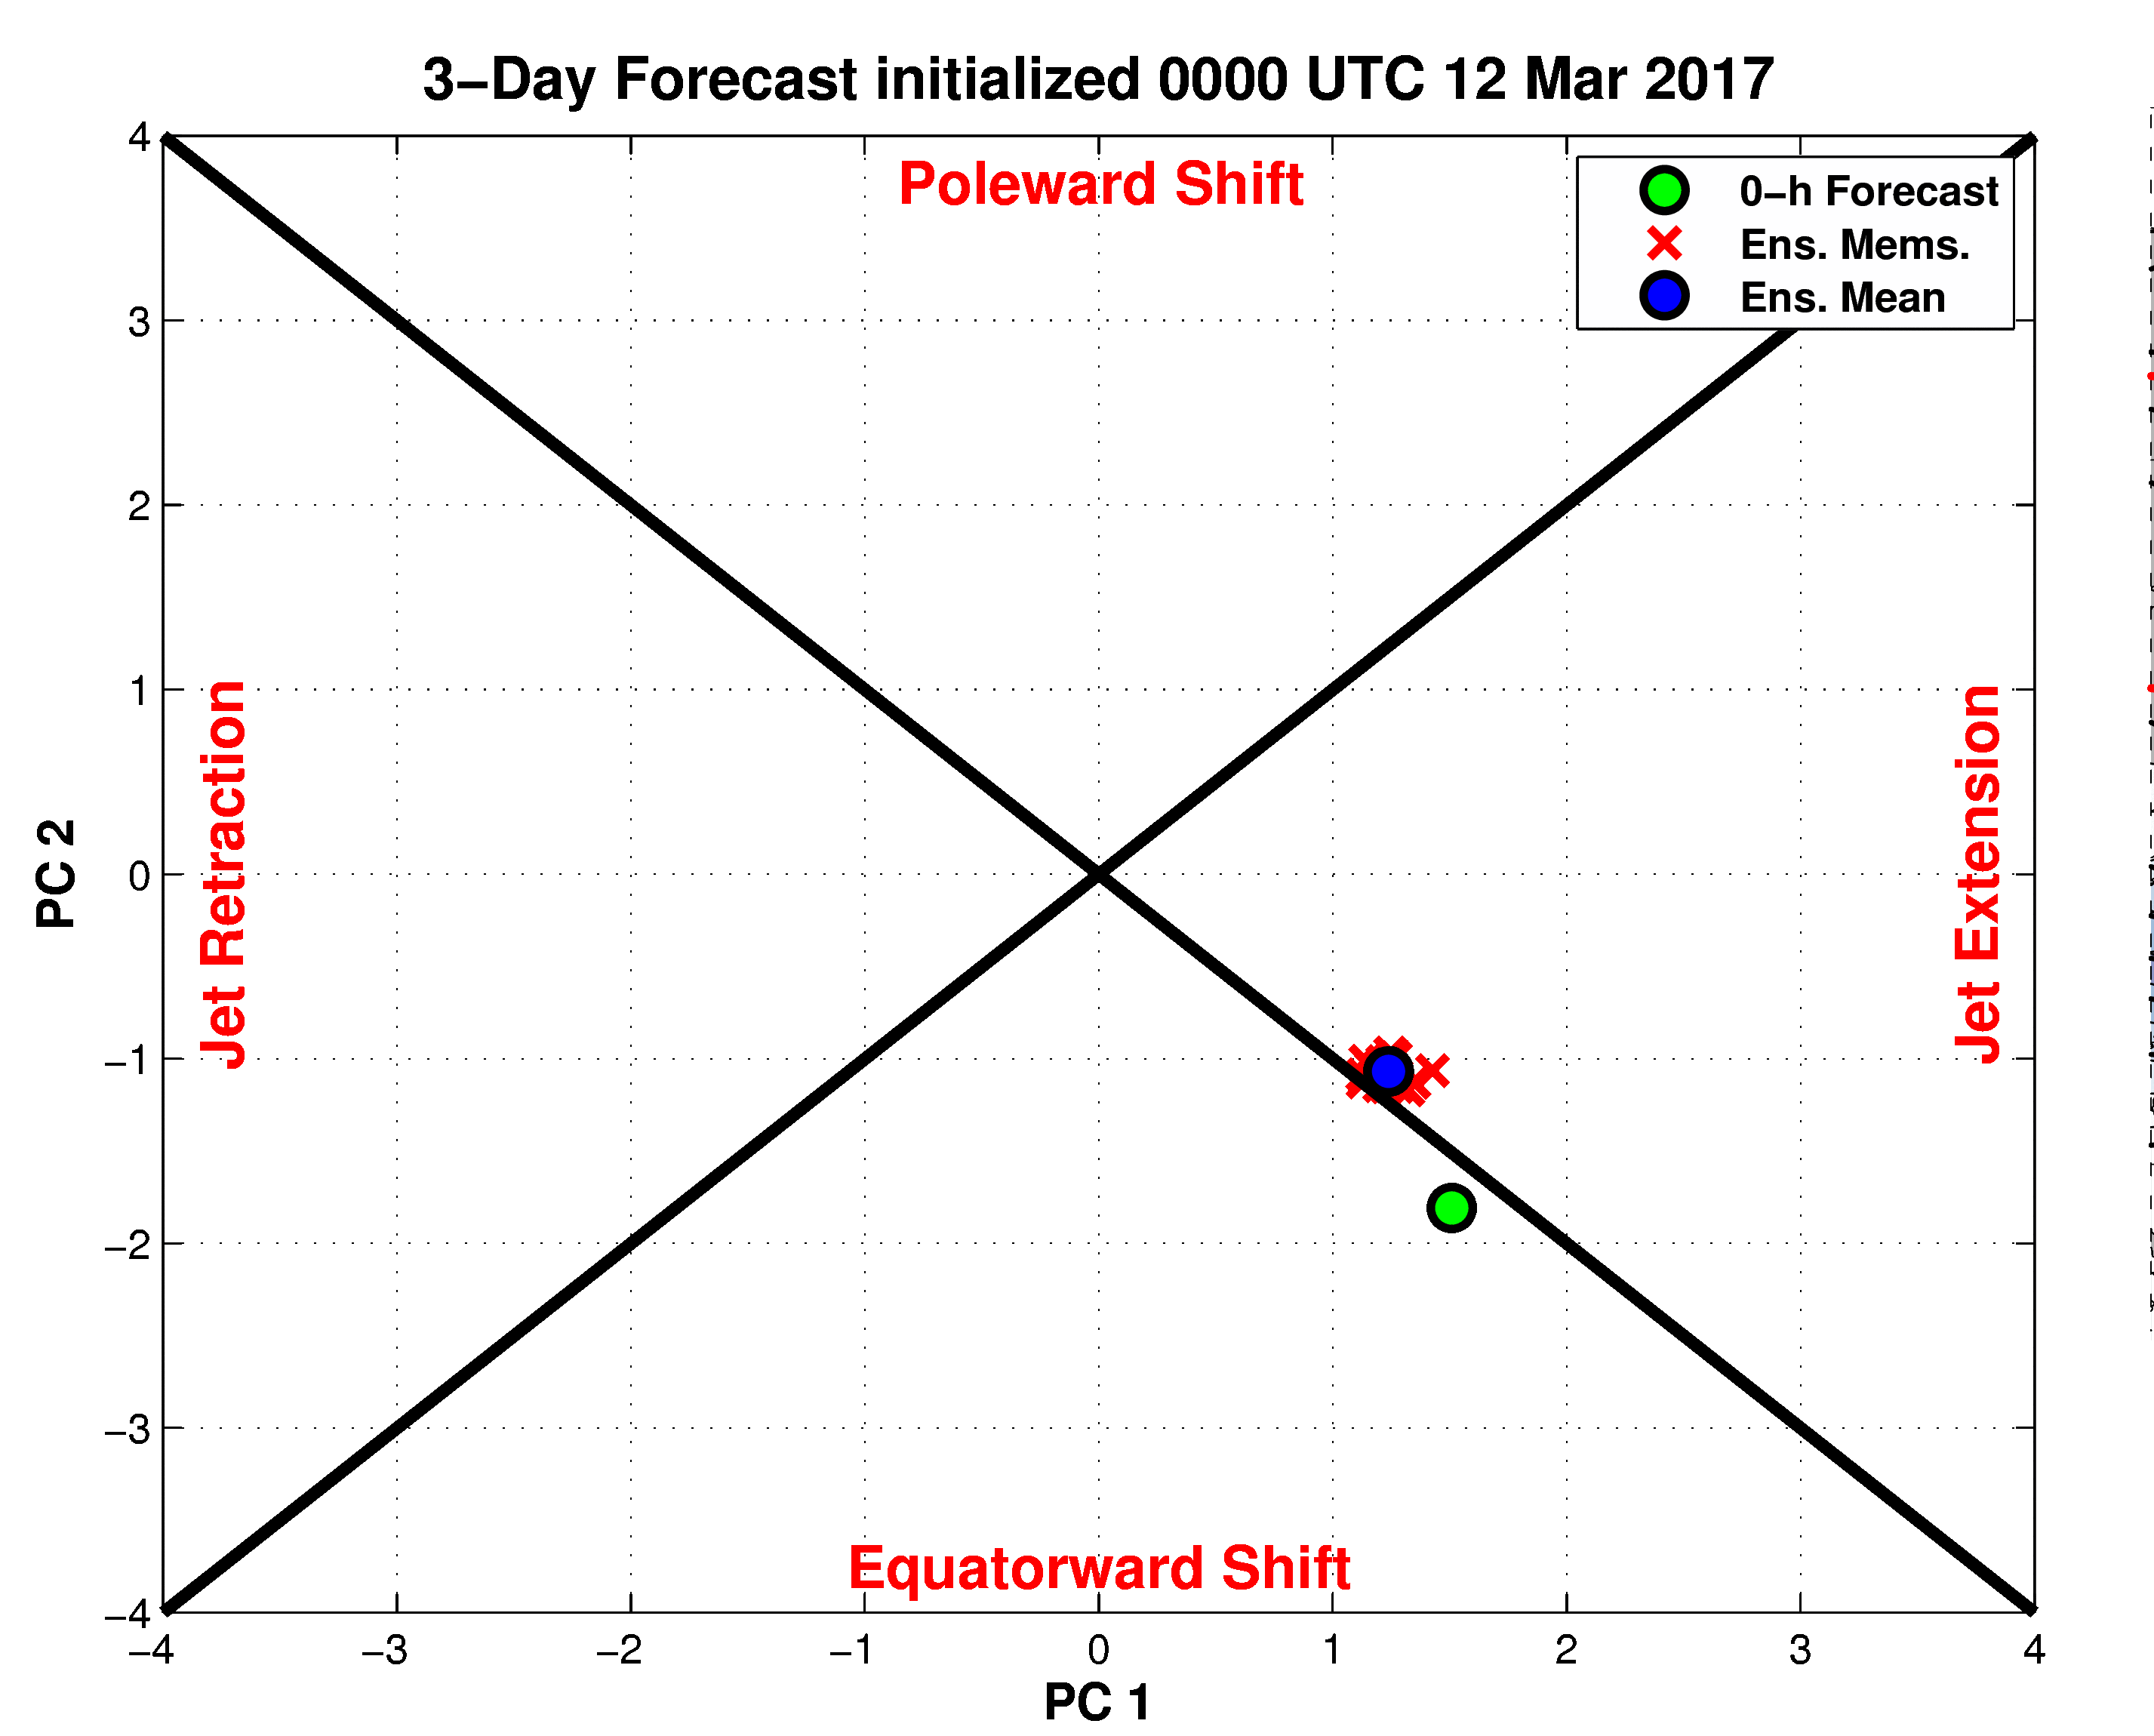 3−Day Forecast initialized 0000 UTC 12 Mar 2017
Poleward Shift
0−h Forecast
Ens. Mems.
Ens. Mean
4
3
2
1
0
−1
−2
−3
−4
PC 2
Jet Retraction
Jet Extension
Equatorward Shift
−4
−3
−2
−1
0
1
2
3
4
PC 1